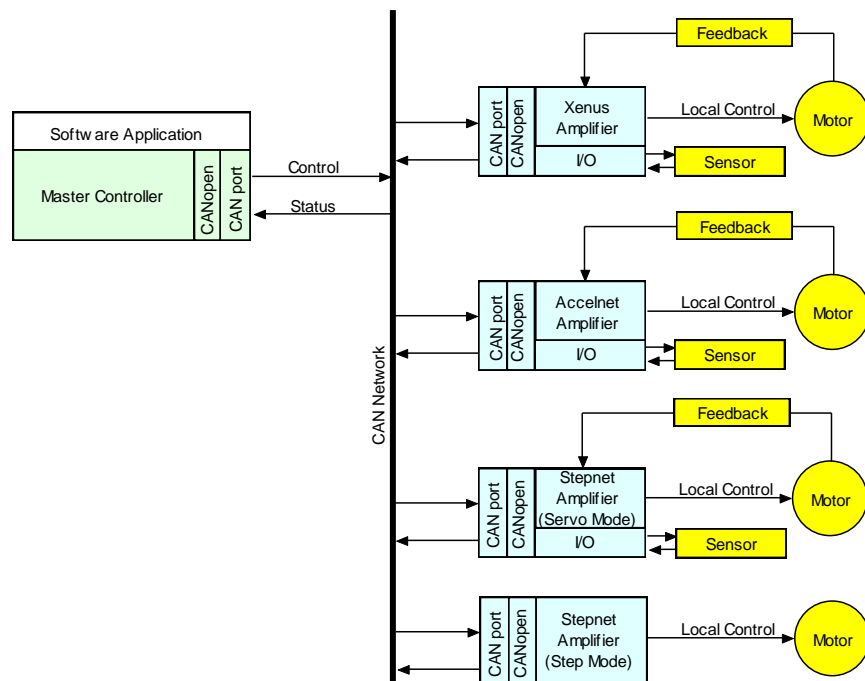 Software Application
Master Controller
CANopen
CAN port
Control
Status
CAN Network
Feedback
CAN port
CANopen
Xenus
Amplifier
I/O
Local Control
Motor
Sensor
Feedback
CAN port
CANopen
Accelnet
Amplifier
I/O
Local Control
Motor
Sensor
Feedback
CAN port
CANopen
Stepnet
Amplifier
(Servo Mode)
I/O
Local Control
Motor
Sensor
CAN port
CANopen
Stepnet
Amplifier
(Step Mode)
Local Control
Motor